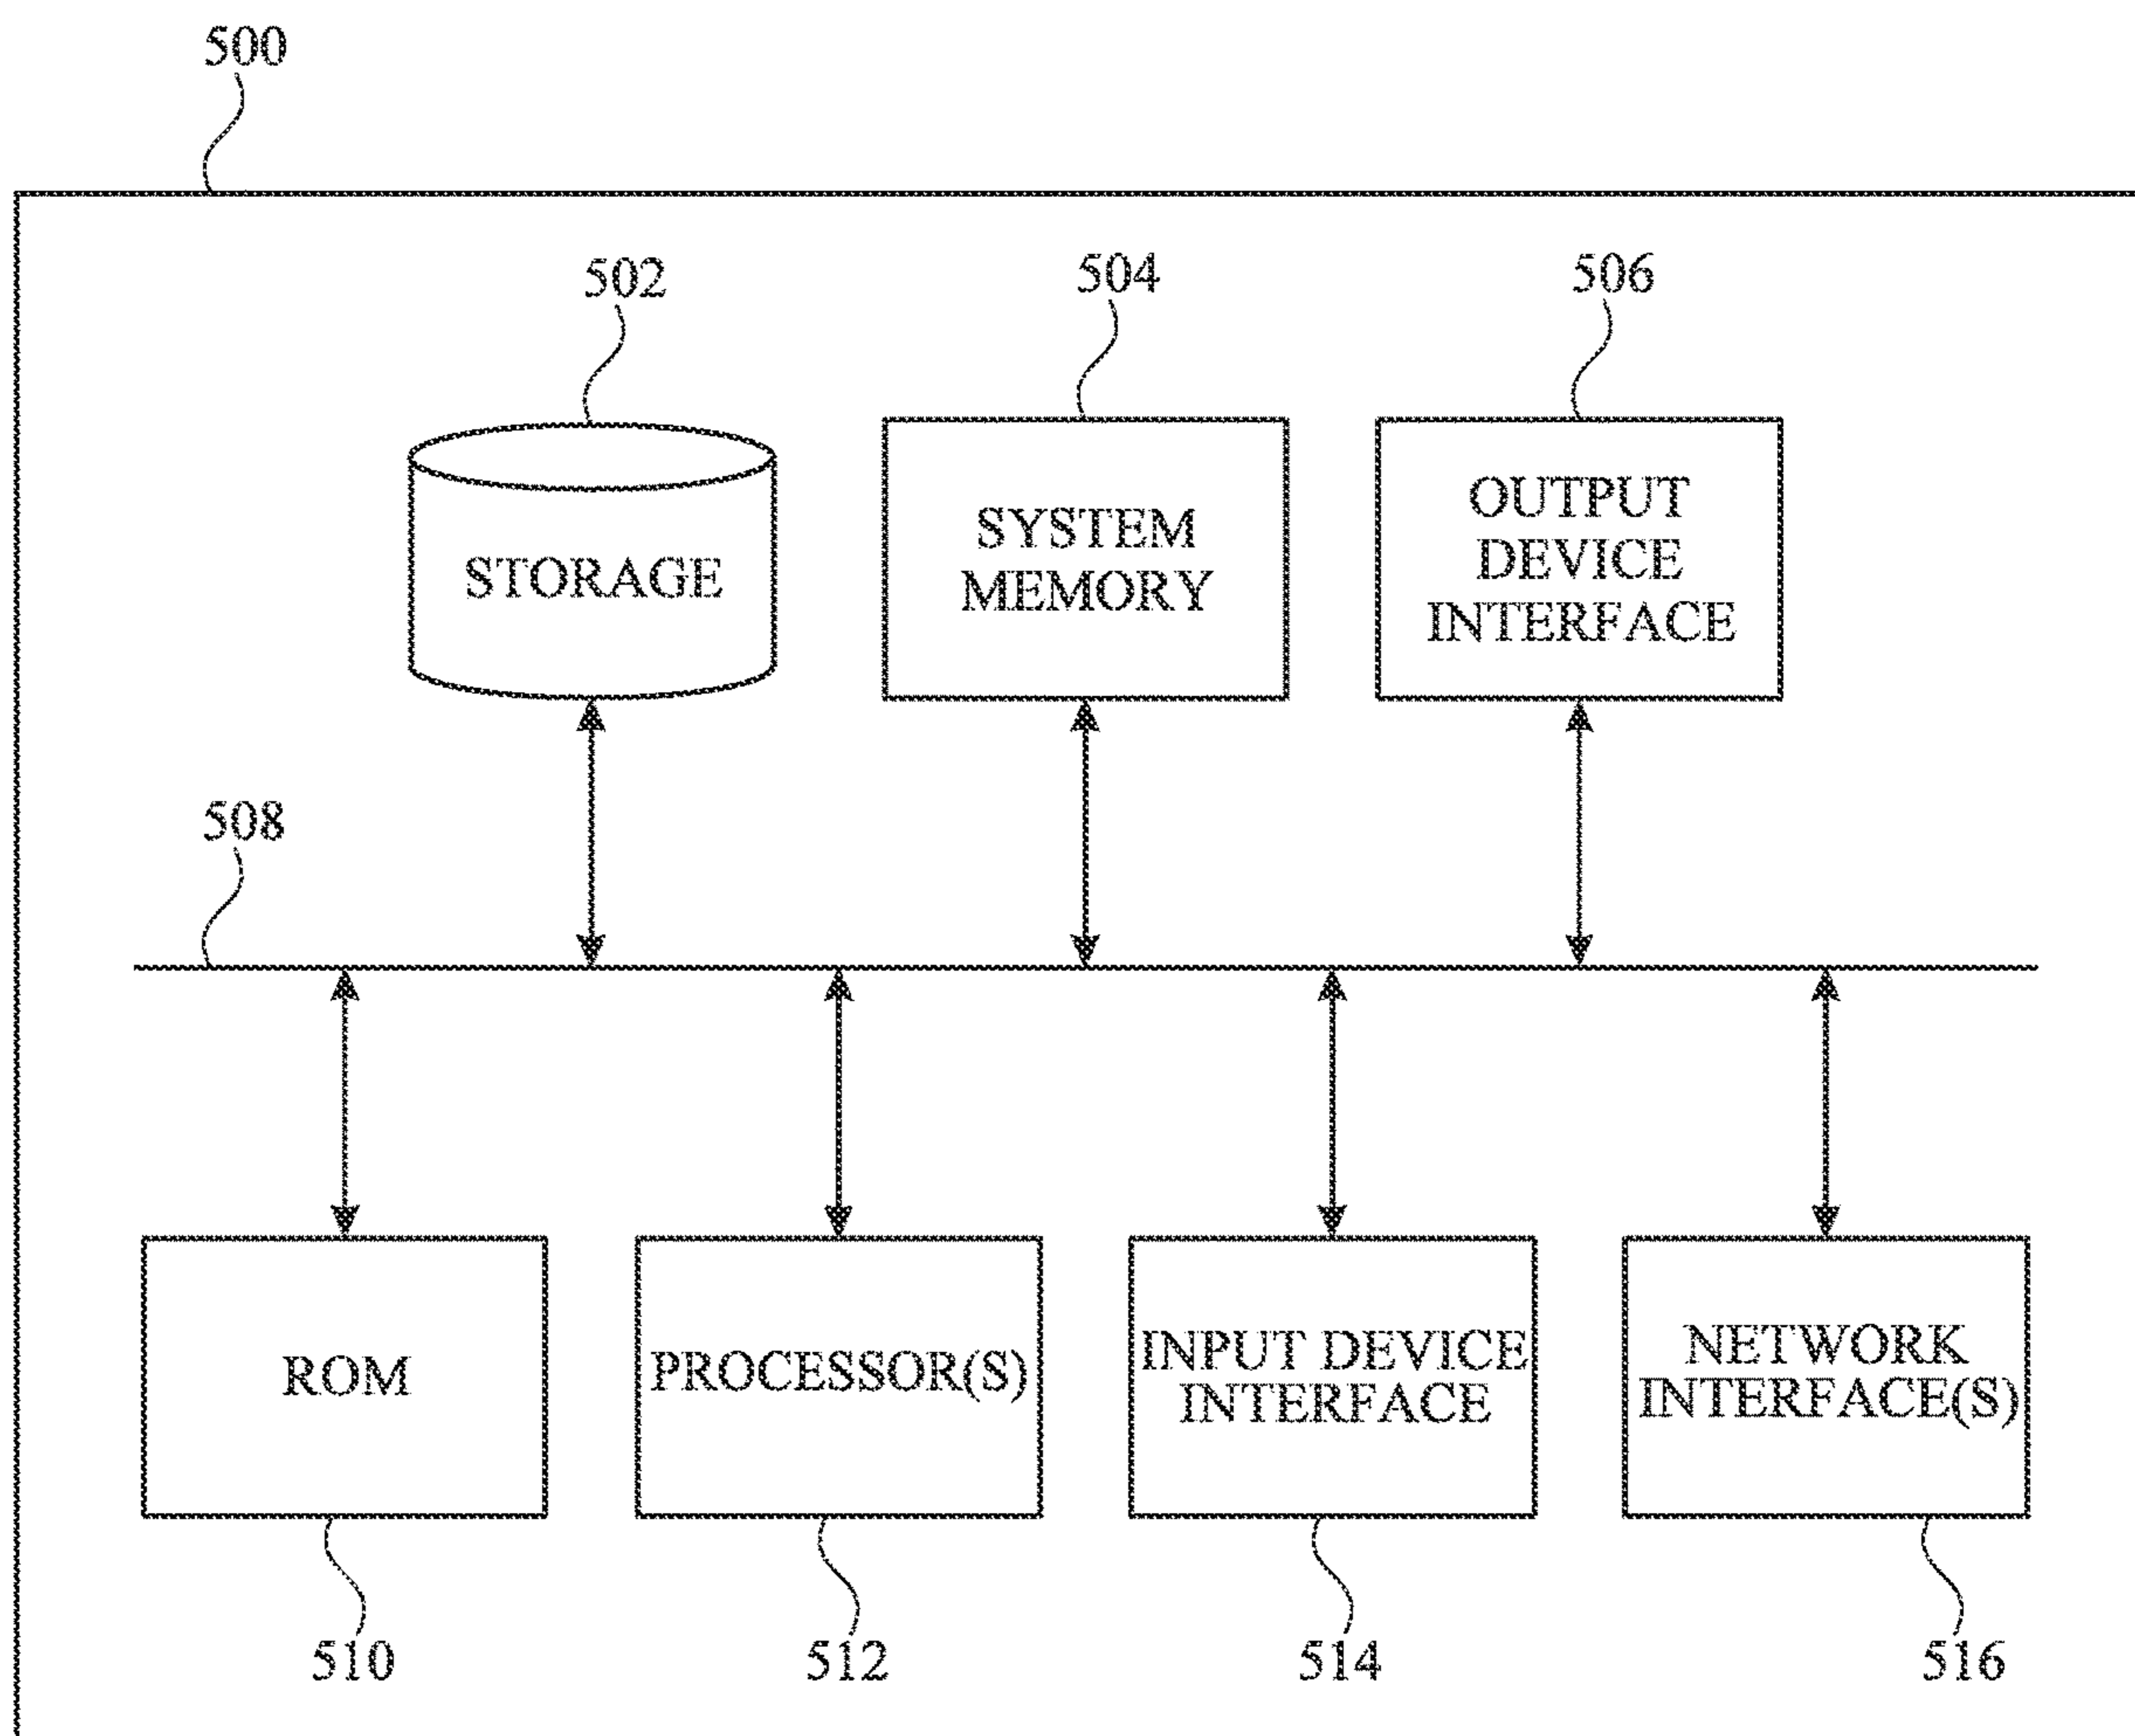 500
502
504
506
STORAGE
SYSTEM
MEMORY
OUTPUT
DEVICE
INTERFACE
508
ROM
PROCESSOR(S)
INPUT DEVICE
INTERFACE
NETWORK
INTERFACE(S)
510
512
514
516